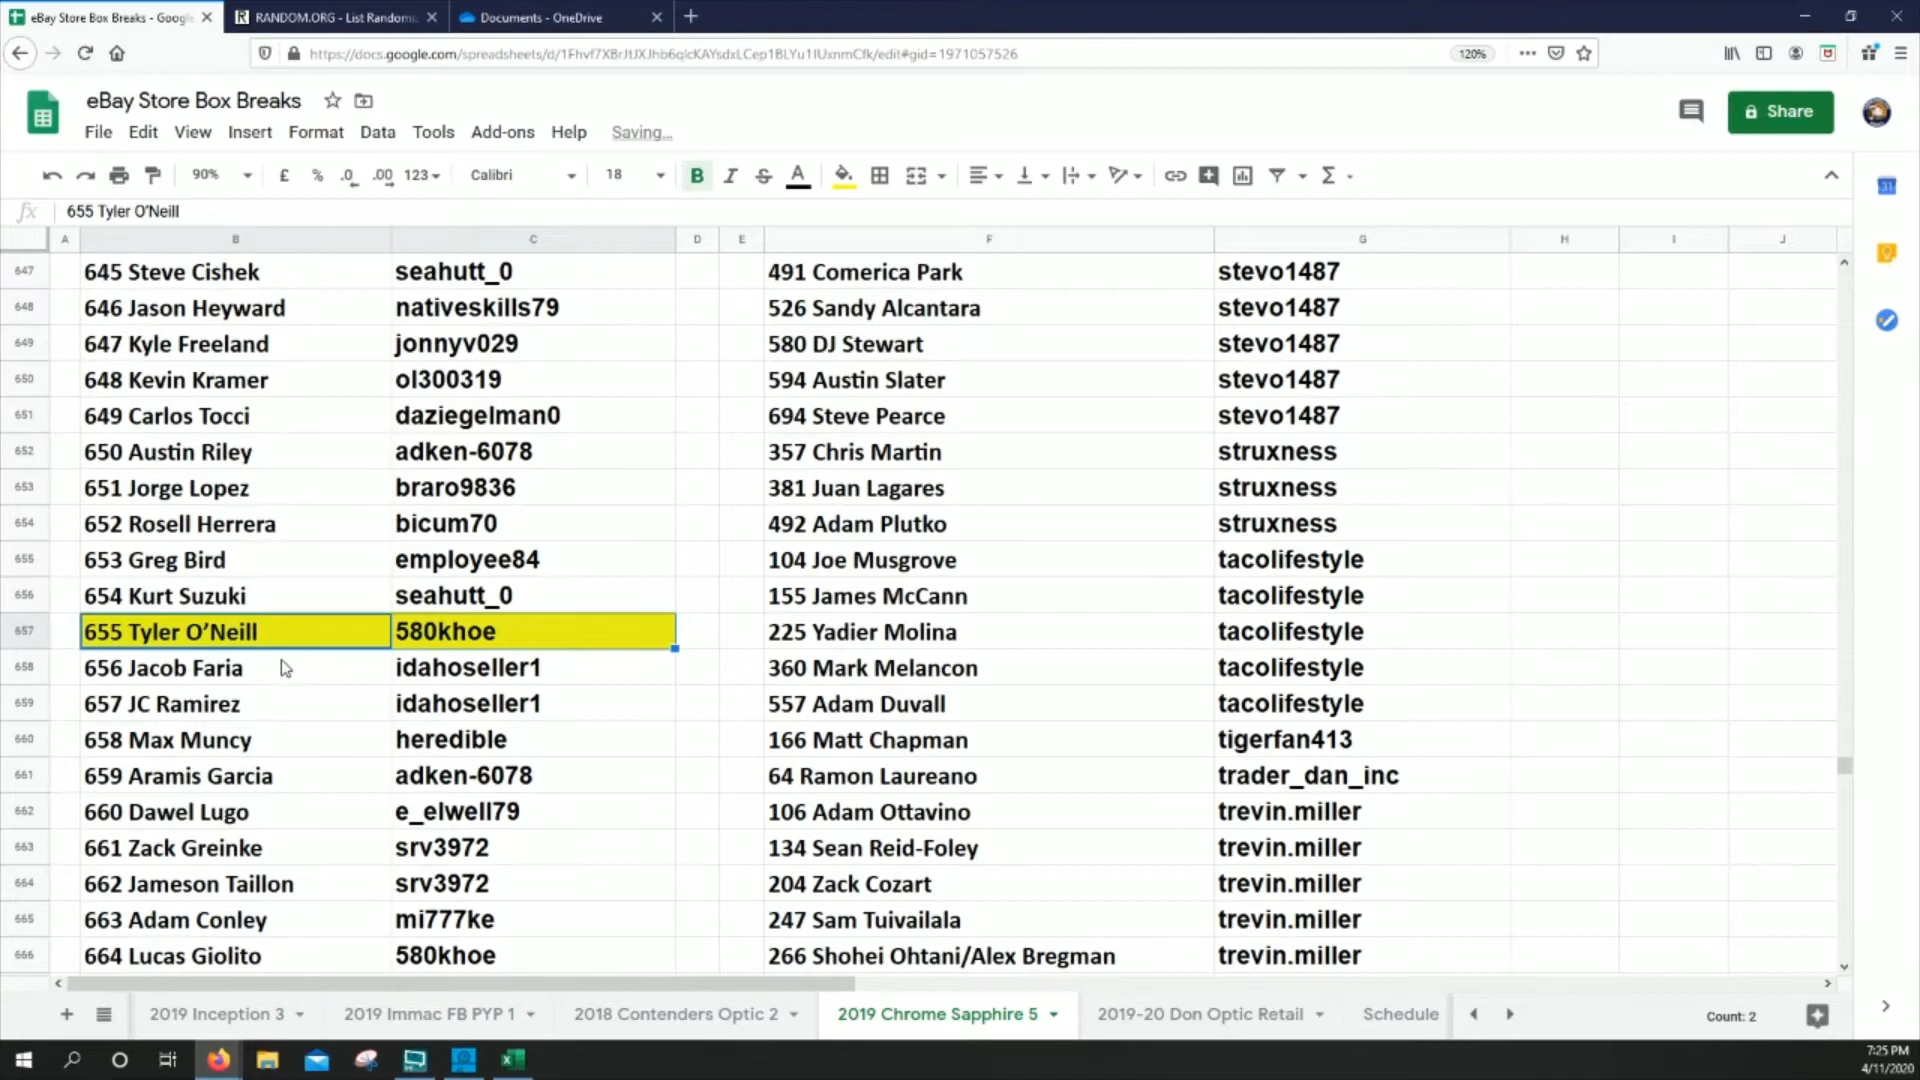 eBay Store Box Breaks - Google
RANDOM.ORG - List Randomi
Documents - OneDrive
120%
eBay Store Box Breaks
File Edit View Insert Format Data Tools Add-ons Help Saving...
Share
90% £ % .0 .00 123 Calibri 18 B I S A
fx 655 Tyler O'Neill
A B C D E F G H I J
647 645 Steve Cishek seahutt_0 491 Comerica Park stevo1487
648 646 Jason Heyward nativeskills79 526 Sandy Alcantara stevo1487
649 647 Kyle Freeland jonnyv029 580 DJ Stewart stevo1487
650 648 Kevin Kramer ol300319 594 Austin Slater stevo1487
651 649 Carlos Tocci daziegelman0 694 Steve Pearce stevo1487
652 650 Austin Riley adken-6078 357 Chris Martin struxness
653 651 Jorge Lopez braro9836 381 Juan Lagares struxness
654 652 Rosell Herrera bicum70 492 Adam Plutko struxness
655 653 Greg Bird employee84 104 Joe Musgrove tacolifestyle
656 654 Kurt Suzuki seahutt_0 155 James McCann tacolifestyle
657 655 Tyler O’Neill 580khoe 225 Yadier Molina tacolifestyle
658 656 Jacob Faria idahoseller1 360 Mark Melancon tacolifestyle
659 657 JC Ramirez idahoseller1 557 Adam Duvall tacolifestyle
660 658 Max Muncy heredible 166 Matt Chapman tigerfan413
661 659 Aramis Garcia adken-6078 64 Ramon Laureano trader_dan_inc
662 660 Dawel Lugo e_elwell79 106 Adam Ottavino trevin.miller
663 661 Zack Greinke srv3972 134 Sean Reid-Foley trevin.miller
664 662 Jameson Taillon srv3972 204 Zack Cozart trevin.miller
665 663 Adam Conley mi777ke 247 Sam Tuivailala trevin.miller
666 664 Lucas Giolito 580khoe 266 Shohei Ohtani/Alex Bregman trevin.miller
2019 Inception 3 2019 Immac FB PYP 1 2018 Contenders Optic 2 2019 Chrome Sapphire 5 2019-20 Don Optic Retail Schedule Count: 2
7:25 PM
4/11/2020